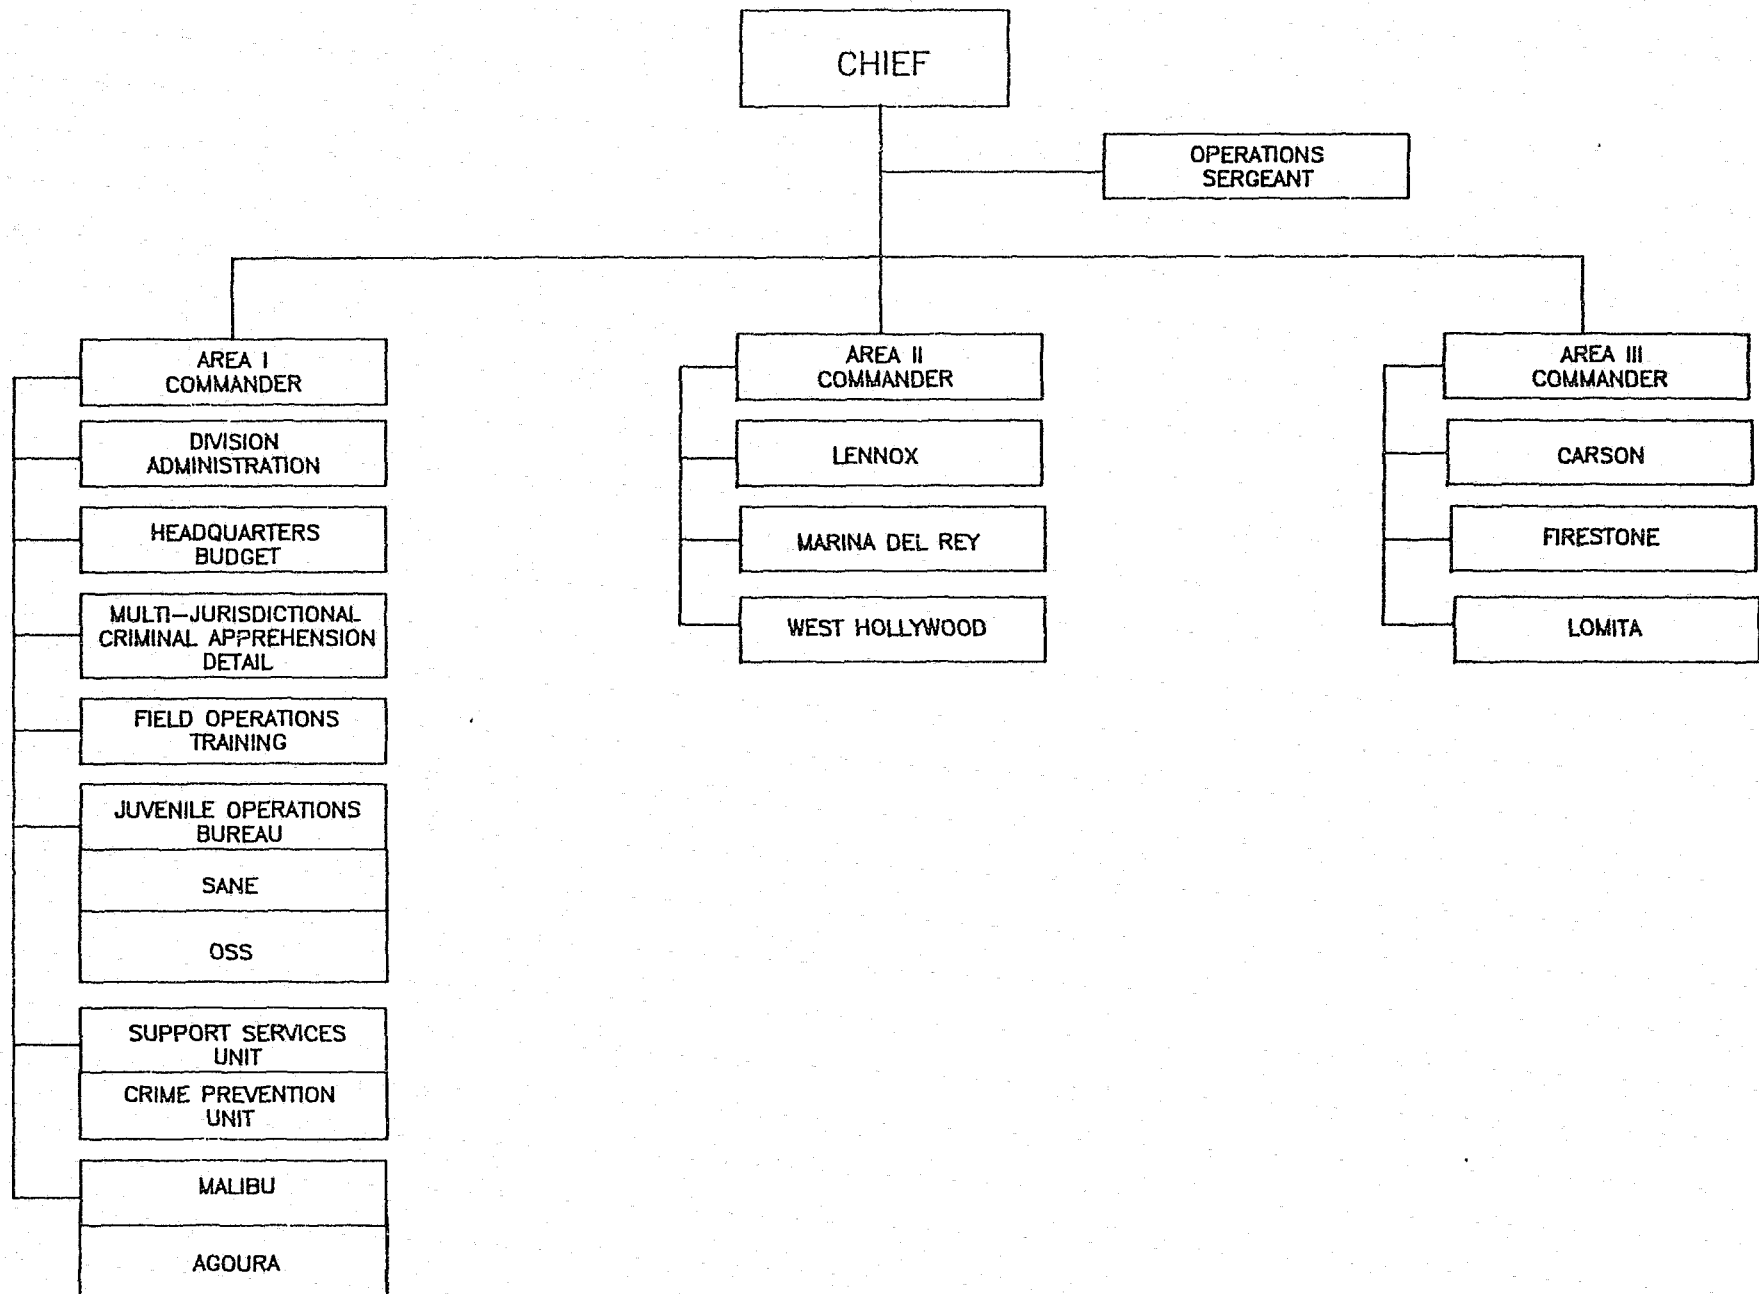 CHIEF
OPERATIONS
SERGEANT
AREA I
COMMANDER
DIVISION
ADMINISTRATION
HEADQUARTERS
BUDGET
MULTI-JURISDICTIONAL
CRIMINAL APPREHENSION
DETAIL
FIELD OPERATIONS
TRAINING
JUVENILE OPERATIONS
BUREAU
SANE
OSS
SUPPORT SERVICES
UNIT
CRIME PREVENTION
UNIT
MALIBU
AGOURA
AREA II
COMMANDER
LENNOX
MARINA DEL REY
WEST HOLLYWOOD
AREA III
COMMANDER
CARSON
FIRESTONE
LOMITA